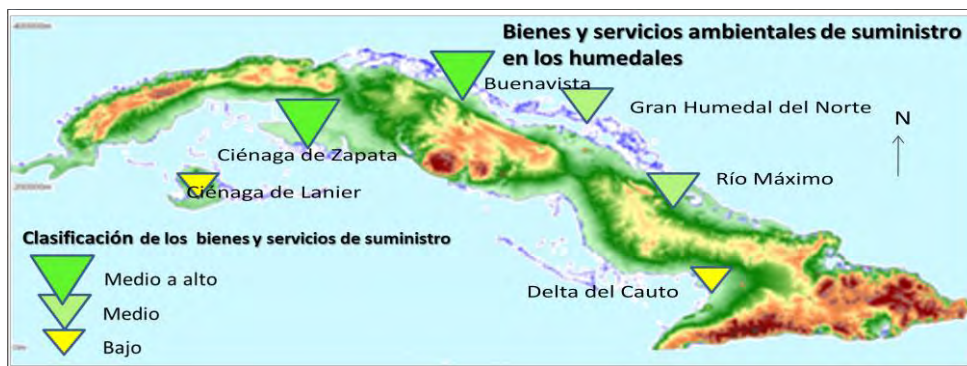 Bienes y servicios ambientales de suministro
en los humedales
Buenavista
Gran Humedal del Norte
N
Ciénaga de Zapata
Ciénaga de Lanier
Río Máximo
Clasificación de los bienes y servicios de suministro
Medio a alto
Delta del Cauto
Medio
Bajo